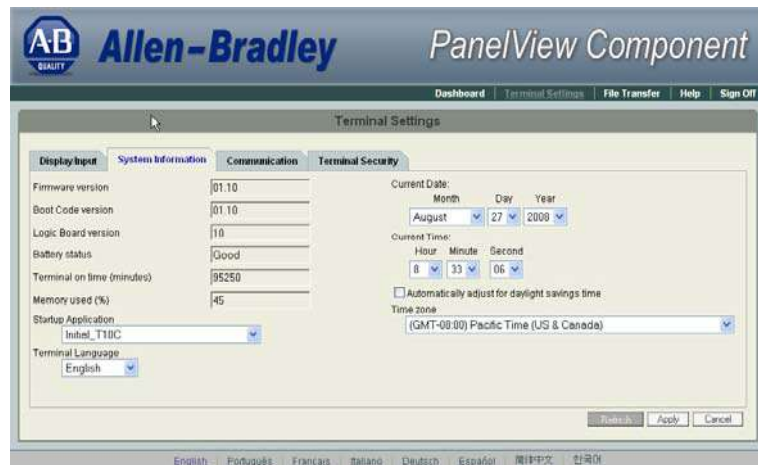 A-B
QUALITY
Allen-Bradley
PanelView Component
Dashboard | Terminal Settings | File Transfer | Help | Sign Off
Terminal Settings
Display/Input System Information Communication Terminal Security
Firmware version 01.10
Boot Code version 01.10
Logic Board version 10
Battery status Good
Terminal on time (minutes) 95250
Memory used (%) 45
Startup Application
Initiel_T10C
Terminal Language
English
Current Date:
Month Day Year
August 27 2008
Current Time:
Hour Minute Second
8 33 06
Automatically adjust for daylight savings time
Time zone
(GMT-08:00) Pacific Time (US & Canada)
Refresh Apply Cancel
English | Português | Français | Italiano | Deutsch | Español | 简体中文 | 한국어